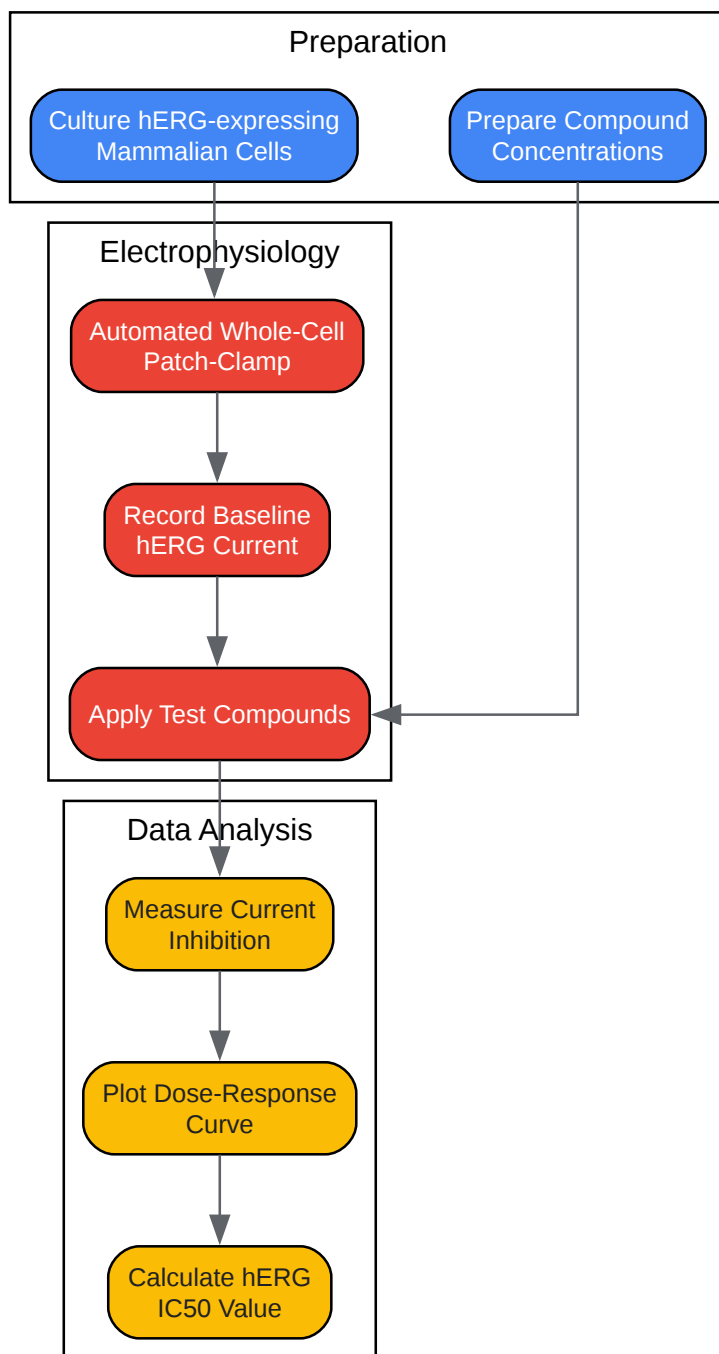 Preparation
Culture hERG-expressing
Mammalian Cells
Prepare Compound
Concentrations
Electrophysiology
Automated Whole-Cell
Patch-Clamp
Record Baseline
hERG Current
Apply Test Compounds
Data Analysis
Measure Current
Inhibition
Plot Dose-Response
Curve
Calculate hERG
IC50 Value